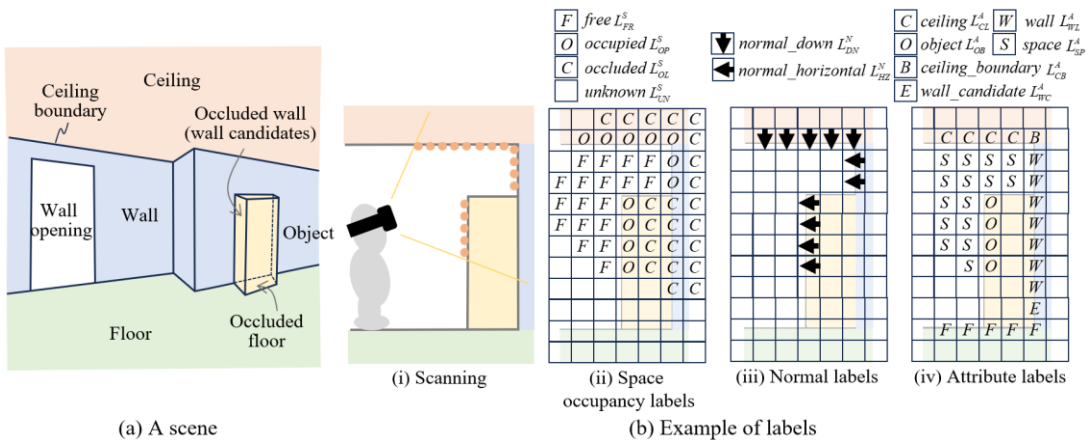 Ceiling
Ceiling
boundary
Occluded wall
(wall candidates)
Wall
opening
Wall
Object
Floor
Occluded
floor
(a) A scene
(i) Scanning
F free L^S_FR
O occupied L^S_OP
C occluded L^S_OL
unknown L^S_UN
C C C C C
O O O O O C
F F F F O C
F F F F F O C
F F F O C C C
F F F O C C C
F F O C C C
F O C C C
C C
(ii) Space
occupancy labels
normal_down L^N_DN
normal_horizontal L^N_HZ
(iii) Normal labels
C ceiling L^A_CL W wall L^A_WL
O object L^A_OB S space L^A_SP
B ceiling_boundary L^A_CB
E wall_candidate L^A_WC
C C C C B
S S S S W
S S S S W
S S O W
S S O W
S S O W
S O W
W
E
F F F F F
(iv) Attribute labels
(b) Example of labels